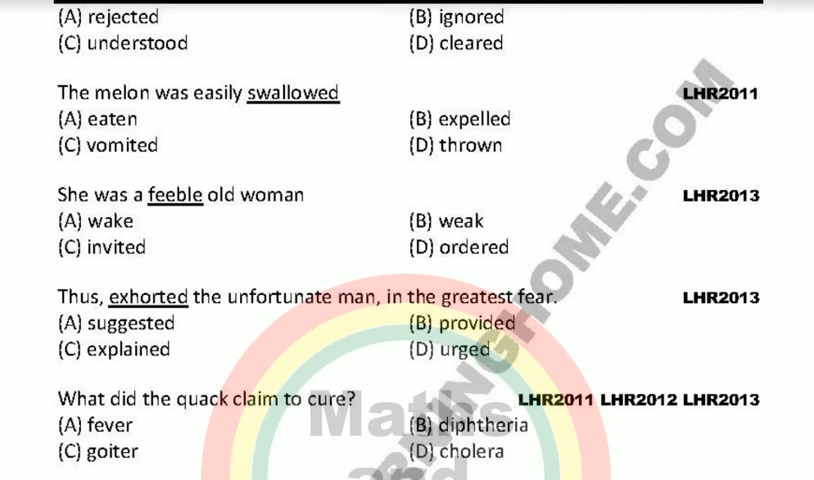 (A) rejected (B) ignored
(C) understood (D) cleared
The melon was easily swallowed LHR2011
(A) eaten (B) expelled
(C) vomited (D) thrown
She was a feeble old woman LHR2013
(A) wake (B) weak
(C) invited (D) ordered
Thus, exhorted the unfortunate man, in the greatest fear. LHR2013
(A) suggested (B) provided
(C) explained (D) urged
What did the quack claim to cure? LHR2011 LHR2012 LHR2013
(A) fever (B) diphtheria
(C) goiter (D) cholera
Maths